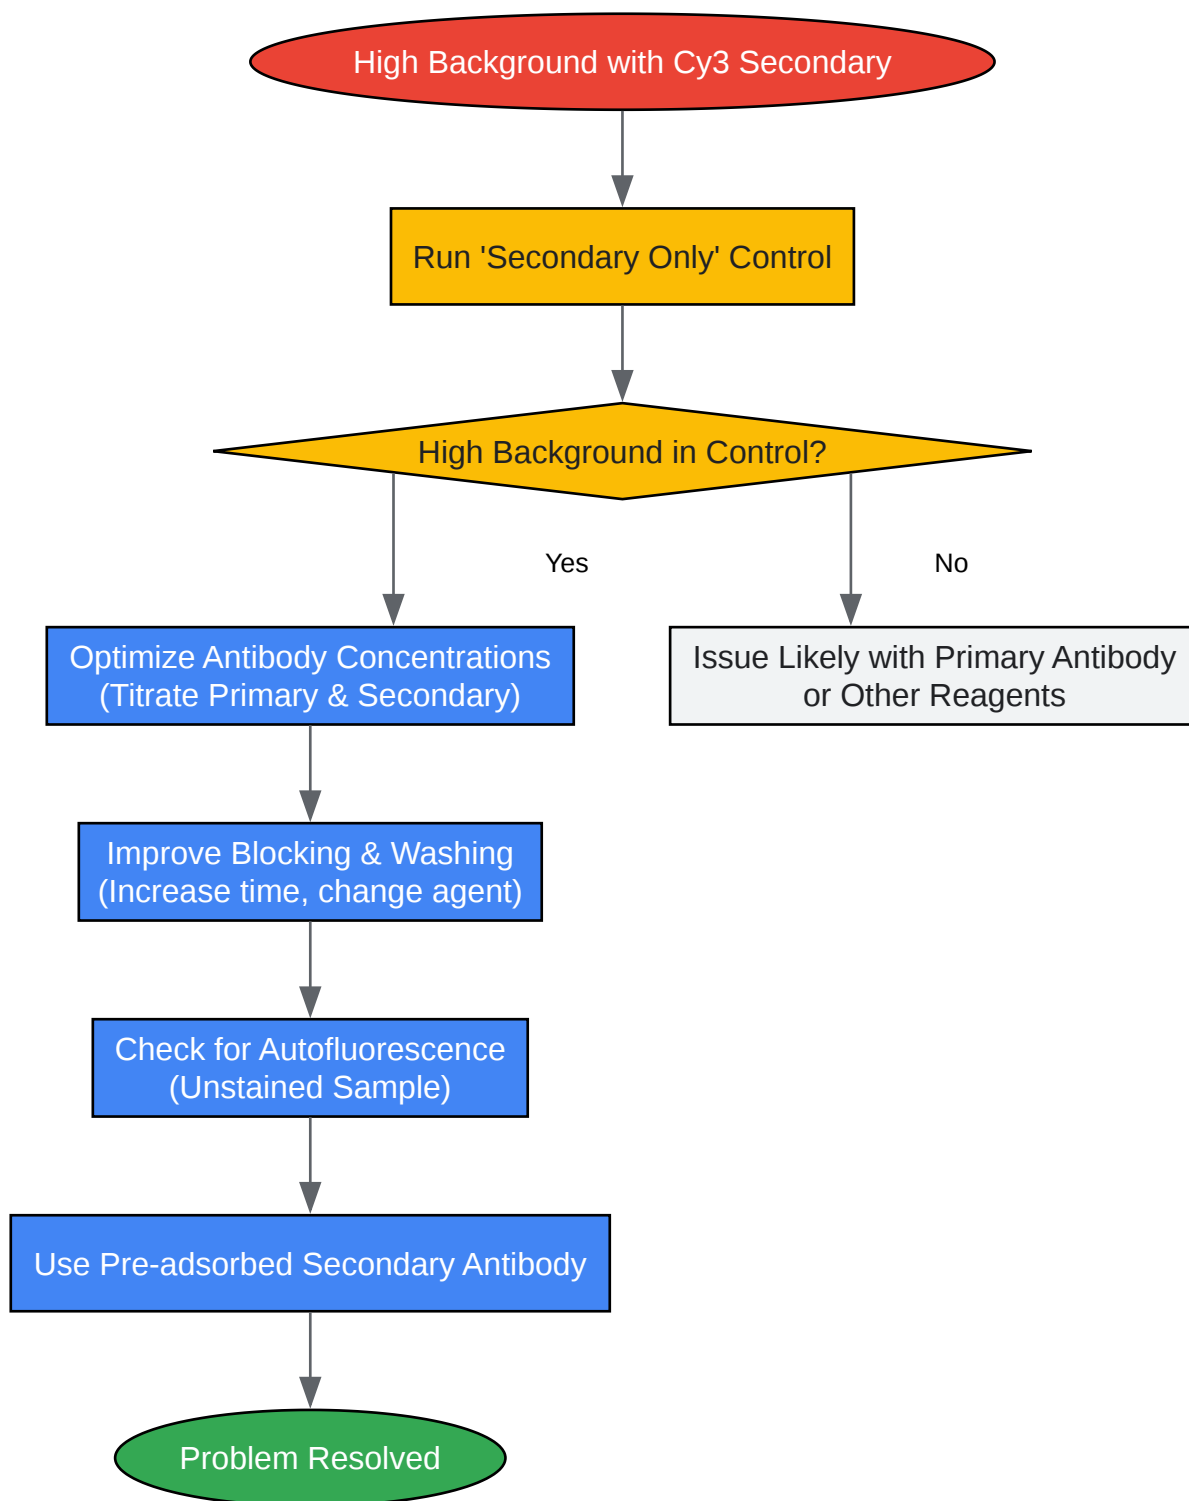 High Background with Cy3 Secondary
Run 'Secondary Only' Control
High Background in Control?
Yes
No
Optimize Antibody Concentrations
(Titrate Primary & Secondary)
Issue Likely with Primary Antibody
or Other Reagents
Improve Blocking & Washing
(Increase time, change agent)
Check for Autofluorescence
(Unstained Sample)
Use Pre-adsorbed Secondary Antibody
Problem Resolved